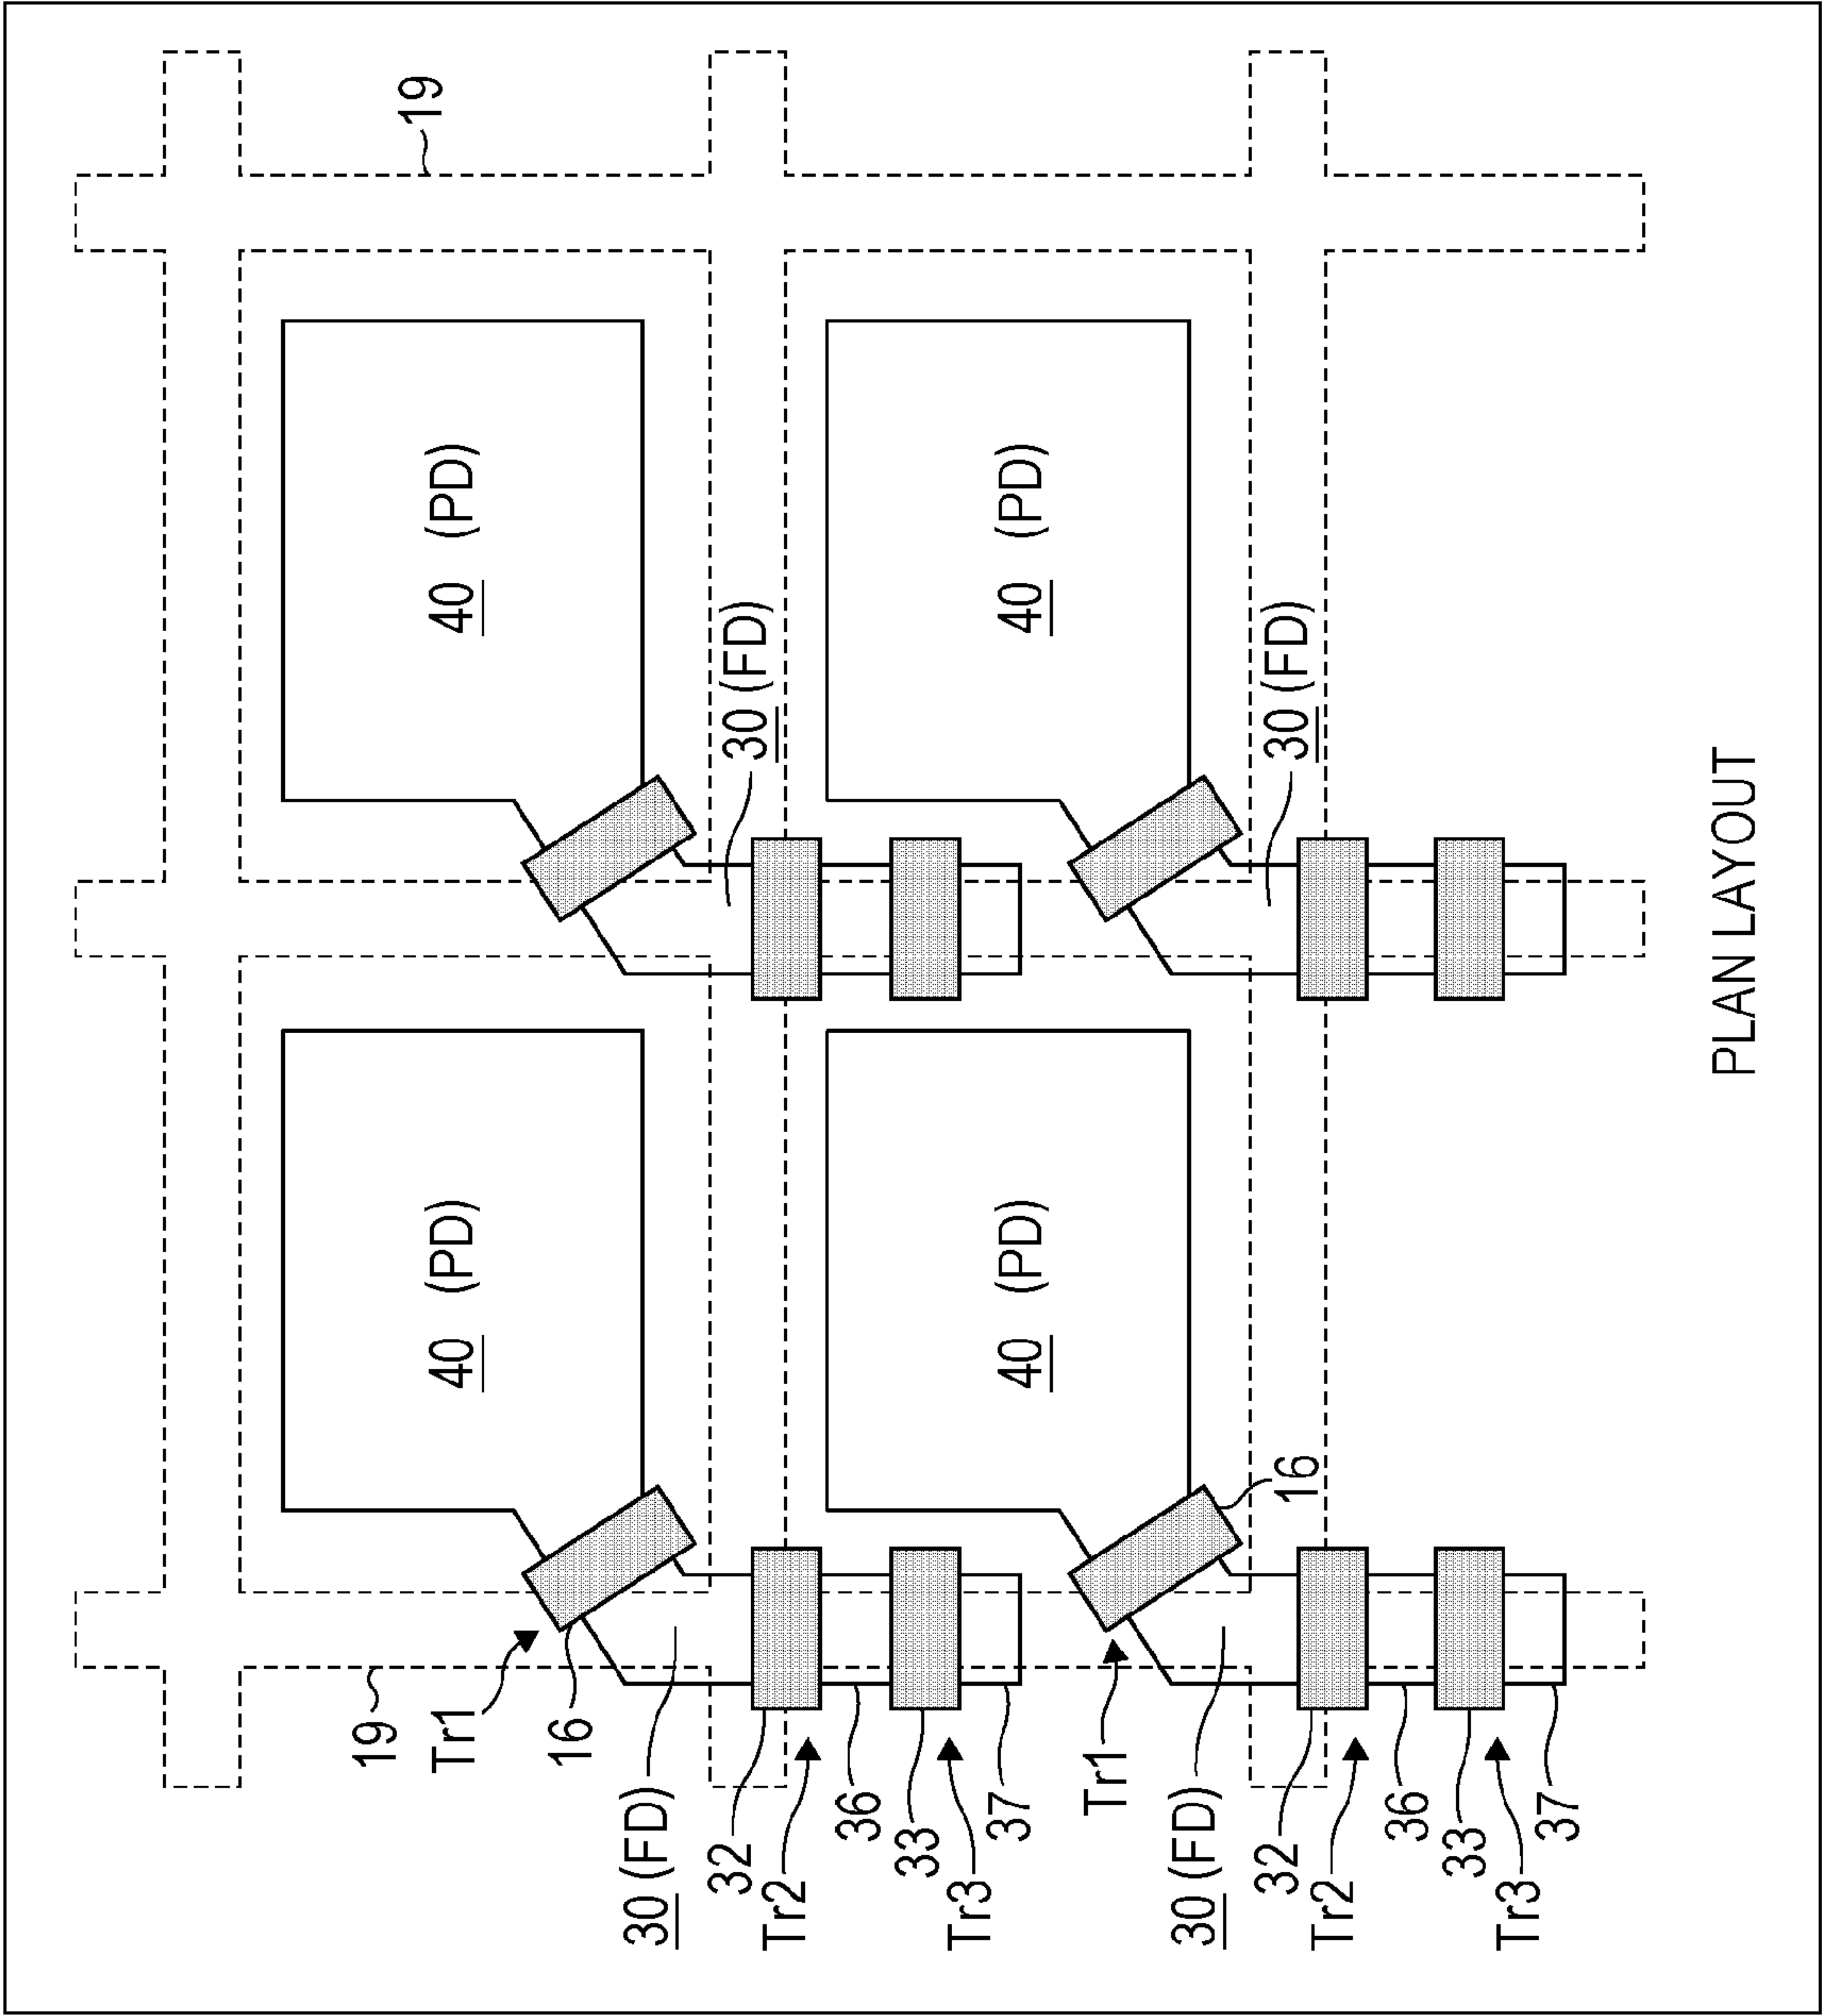 19
19
Tr1
40 (PD)
40 (PD)
16
30 (FD)
32
30 (FD)
Tr2
36
33
Tr3
37
40 (PD)
40 (PD)
Tr1
30 (FD)
32
16
30 (FD)
Tr2
36
33
Tr3
37
PLAN LAYOUT